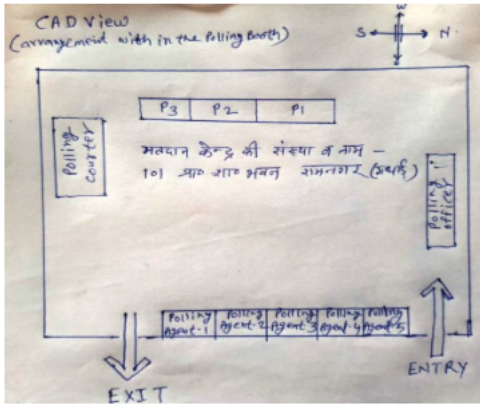 CAD View
(arrangement with in the Polling Booth)
W
S N
P3 P2 P1
Polling
Counter
मतदान केन्द्र की संख्या व नाम -
101 प्रा० शा० भवन रामनगर
Polling
officer
Polling Agent-1
Polling Agent-2
Polling Agent-3
Polling Agent-4
Polling Agent-5
EXIT
ENTRY